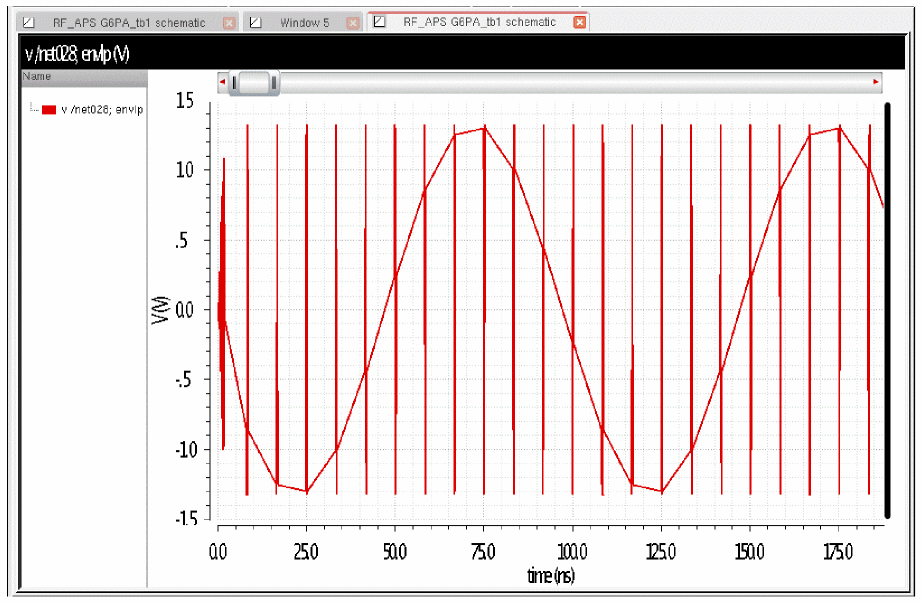 RF_APS G6PA_tb1 schematic
Window 5
RF_APS G6PA_tb1 schematic
v /net028; envlp (V)
Name
v /net028; envlp
15
10
.5
0.0
-.5
-10
-1.5
V (V)
0.0
25.0
50.0
75.0
100.0
125.0
150.0
175.0
time (ns)